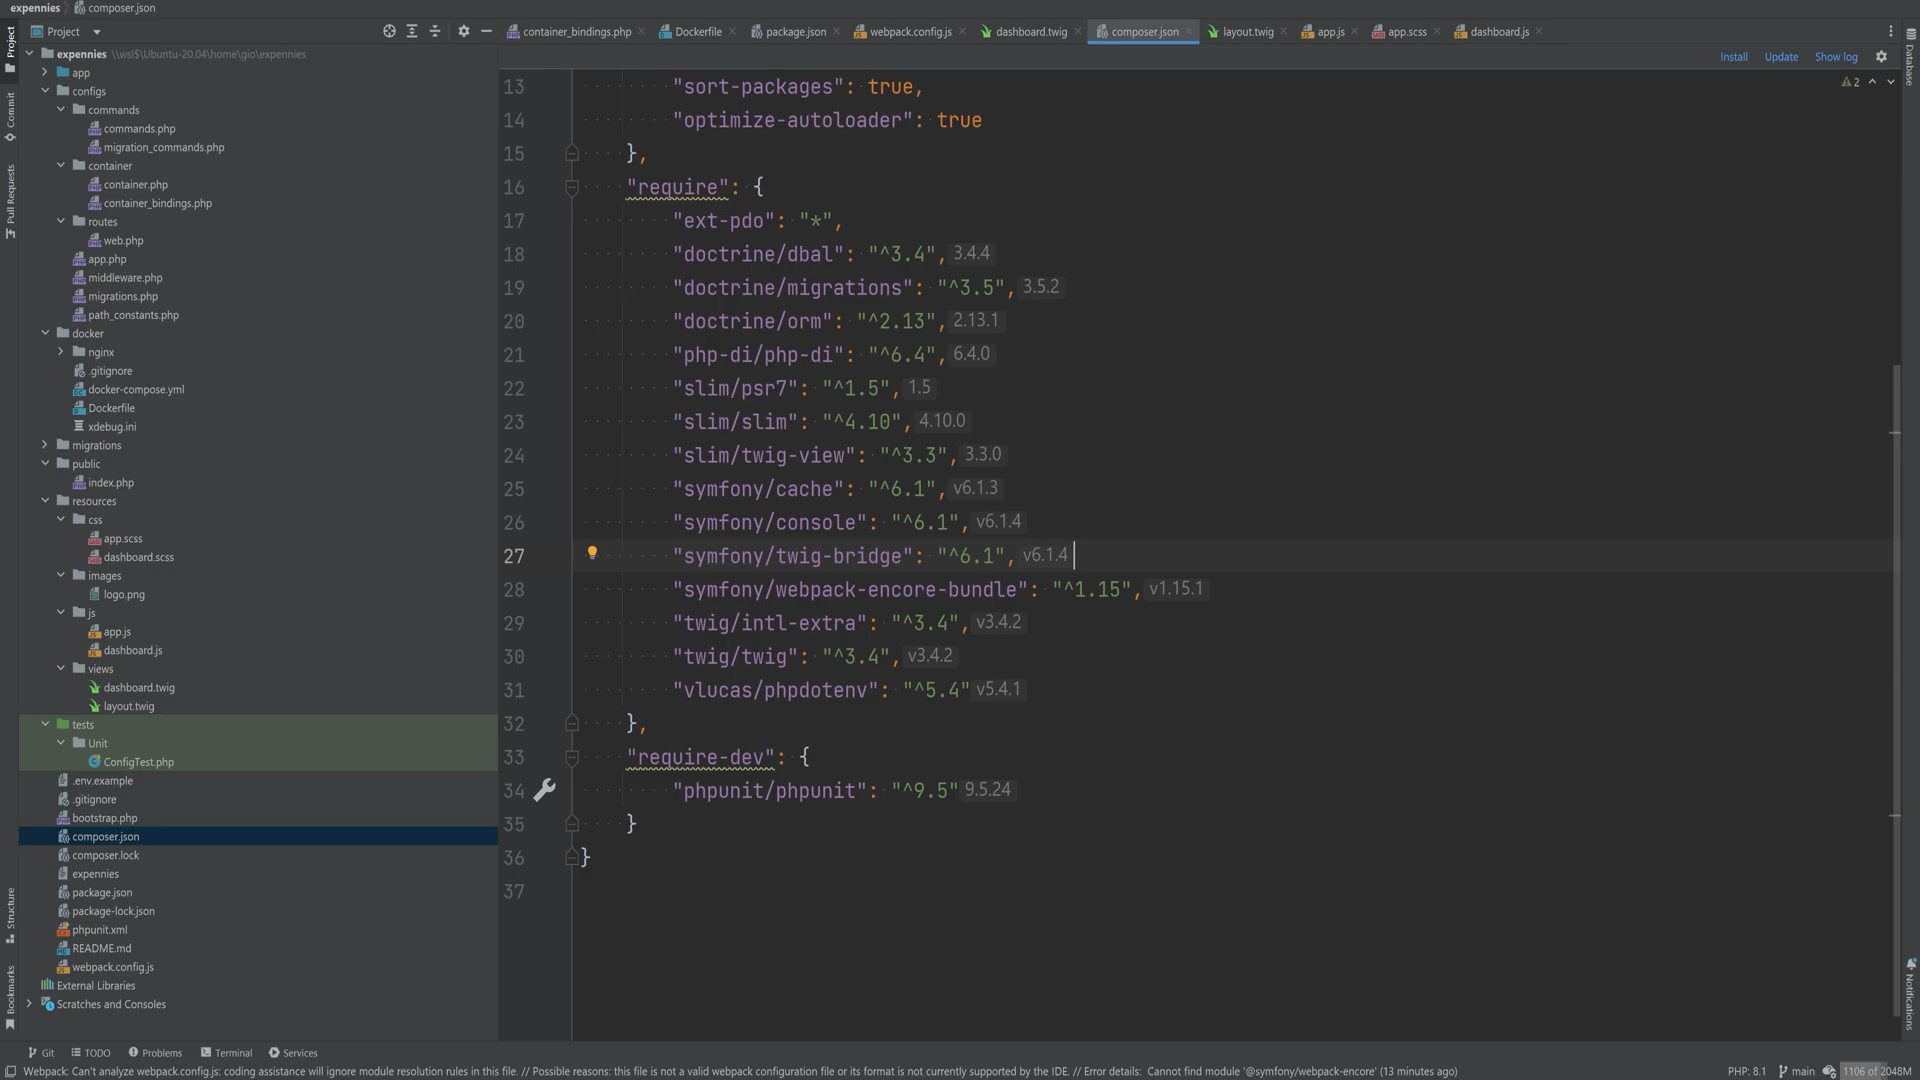 expennies
composer.json
Project
expennies \\wsl$\Ubuntu-20.04\home\gio\expennies
app
configs
commands
commands.php
migration_commands.php
container
container.php
container_bindings.php
routes
web.php
app.php
middleware.php
migrations.php
path_constants.php
docker
nginx
.gitignore
docker-compose.yml
Dockerfile
xdebug.ini
migrations
public
index.php
resources
css
app.scss
dashboard.scss
images
logo.png
js
app.js
dashboard.js
views
dashboard.twig
layout.twig
tests
Unit
ConfigTest.php
.env.example
.gitignore
bootstrap.php
composer.json
composer.lock
expennies
package.json
package-lock.json
phpunit.xml
README.md
webpack.config.js
External Libraries
Scratches and Consoles
Project
Commit
Pull Requests
Structure
Bookmarks
container_bindings.php
Dockerfile
package.json
webpack.config.js
dashboard.twig
composer.json
layout.twig
app.js
app.scss
dashboard.js
Install
Update
Show log
2
13 "sort-packages": true,
14 "optimize-autoloader": true
15 },
16 "require": {
17 "ext-pdo": "*",
18 "doctrine/dbal": "^3.4", 3.4.4
19 "doctrine/migrations": "^3.5", 3.5.2
20 "doctrine/orm": "^2.13", 2.13.1
21 "php-di/php-di": "^6.4", 6.4.0
22 "slim/psr7": "^1.5", 1.5
23 "slim/slim": "^4.10", 4.10.0
24 "slim/twig-view": "^3.3", 3.3.0
25 "symfony/cache": "^6.1", v6.1.3
26 "symfony/console": "^6.1", v6.1.4
27 "symfony/twig-bridge": "^6.1", v6.1.4
28 "symfony/webpack-encore-bundle": "^1.15", v1.15.1
29 "twig/intl-extra": "^3.4", v3.4.2
30 "twig/twig": "^3.4", v3.4.2
31 "vlucas/phpdotenv": "^5.4" v5.4.1
32 },
33 "require-dev": {
34 "phpunit/phpunit": "^9.5" 9.5.24
35 }
36 }
37
Database
Notifications
Git
TODO
Problems
Terminal
Services
Webpack: Can't analyze webpack.config.js: coding assistance will ignore module resolution rules in this file. // Possible reasons: this file is not a valid webpack configuration file or its format is not currently supported by the IDE. // Error details: Cannot find module '@symfony/webpack-encore' (13 minutes ago)
PHP: 8.1
main
1106 of 2048M